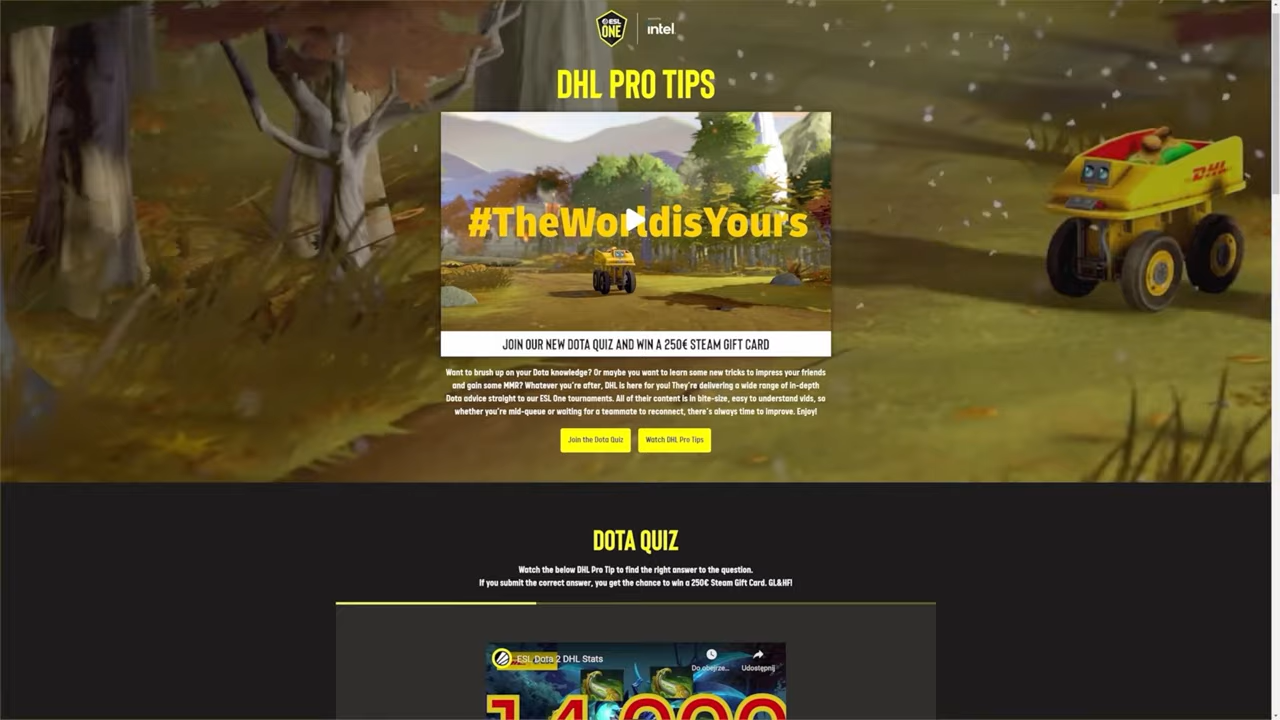 ESL
ONE
intel
DHL PRO TIPS
DHL
#TheWorldisYours
JOIN OUR NEW DOTA QUIZ AND WIN A 250€ STEAM GIFT CARD
Want to brush up on your Dota knowledge? Or maybe you want to learn some new tricks to impress your friends
and gain some MMR? Whatever you're after, DHL is here for you! They're delivering a wide range of in-depth
Dota advice straight to our ESL One tournaments. All of their content is in bite-size, easy to understand vids, so
whether you're mid-queue or waiting for a teammate to reconnect, there's always time to improve. Enjoy!
Join the Dota Quiz
Watch DHL Pro Tips
DOTA QUIZ
Watch the below DHL Pro Tip to find the right answer to the question.
If you submit the correct answer, you get the chance to win a 250€ Steam Gift Card. GL&HF!
ESL Dota 2 DHL Stats
Do obejrze...
Udostępnij
14,000